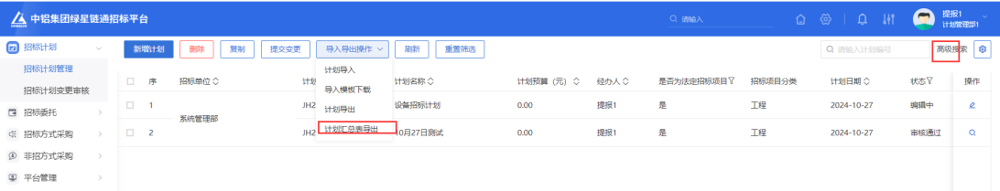 CHINALCO 中铝集团绿星链通招标平台 请输入 提报1
计划管理部1
招标计划 新增计划 删除 复制 提交变更 导入导出操作 刷新 重置筛选 请输入计划编号 高级搜索
招标计划管理
招标计划变更审核
招标委托
招标方式采购
非招方式采购
平台管理
计划导入
导入模板下载
计划导出
计划汇总表导出
序 招标单位 计划 计划名称 计划预算（元） 经办人 是否为法定招标项目 招标项目分类 计划日期 状态 操作
1 系统管理部 JH2 设备招标计划 0.00 提报1 是 工程 2024-10-27 编辑中
2 JH2 10月27日测试 0.00 提报1 是 工程 2024-10-27 审核通过